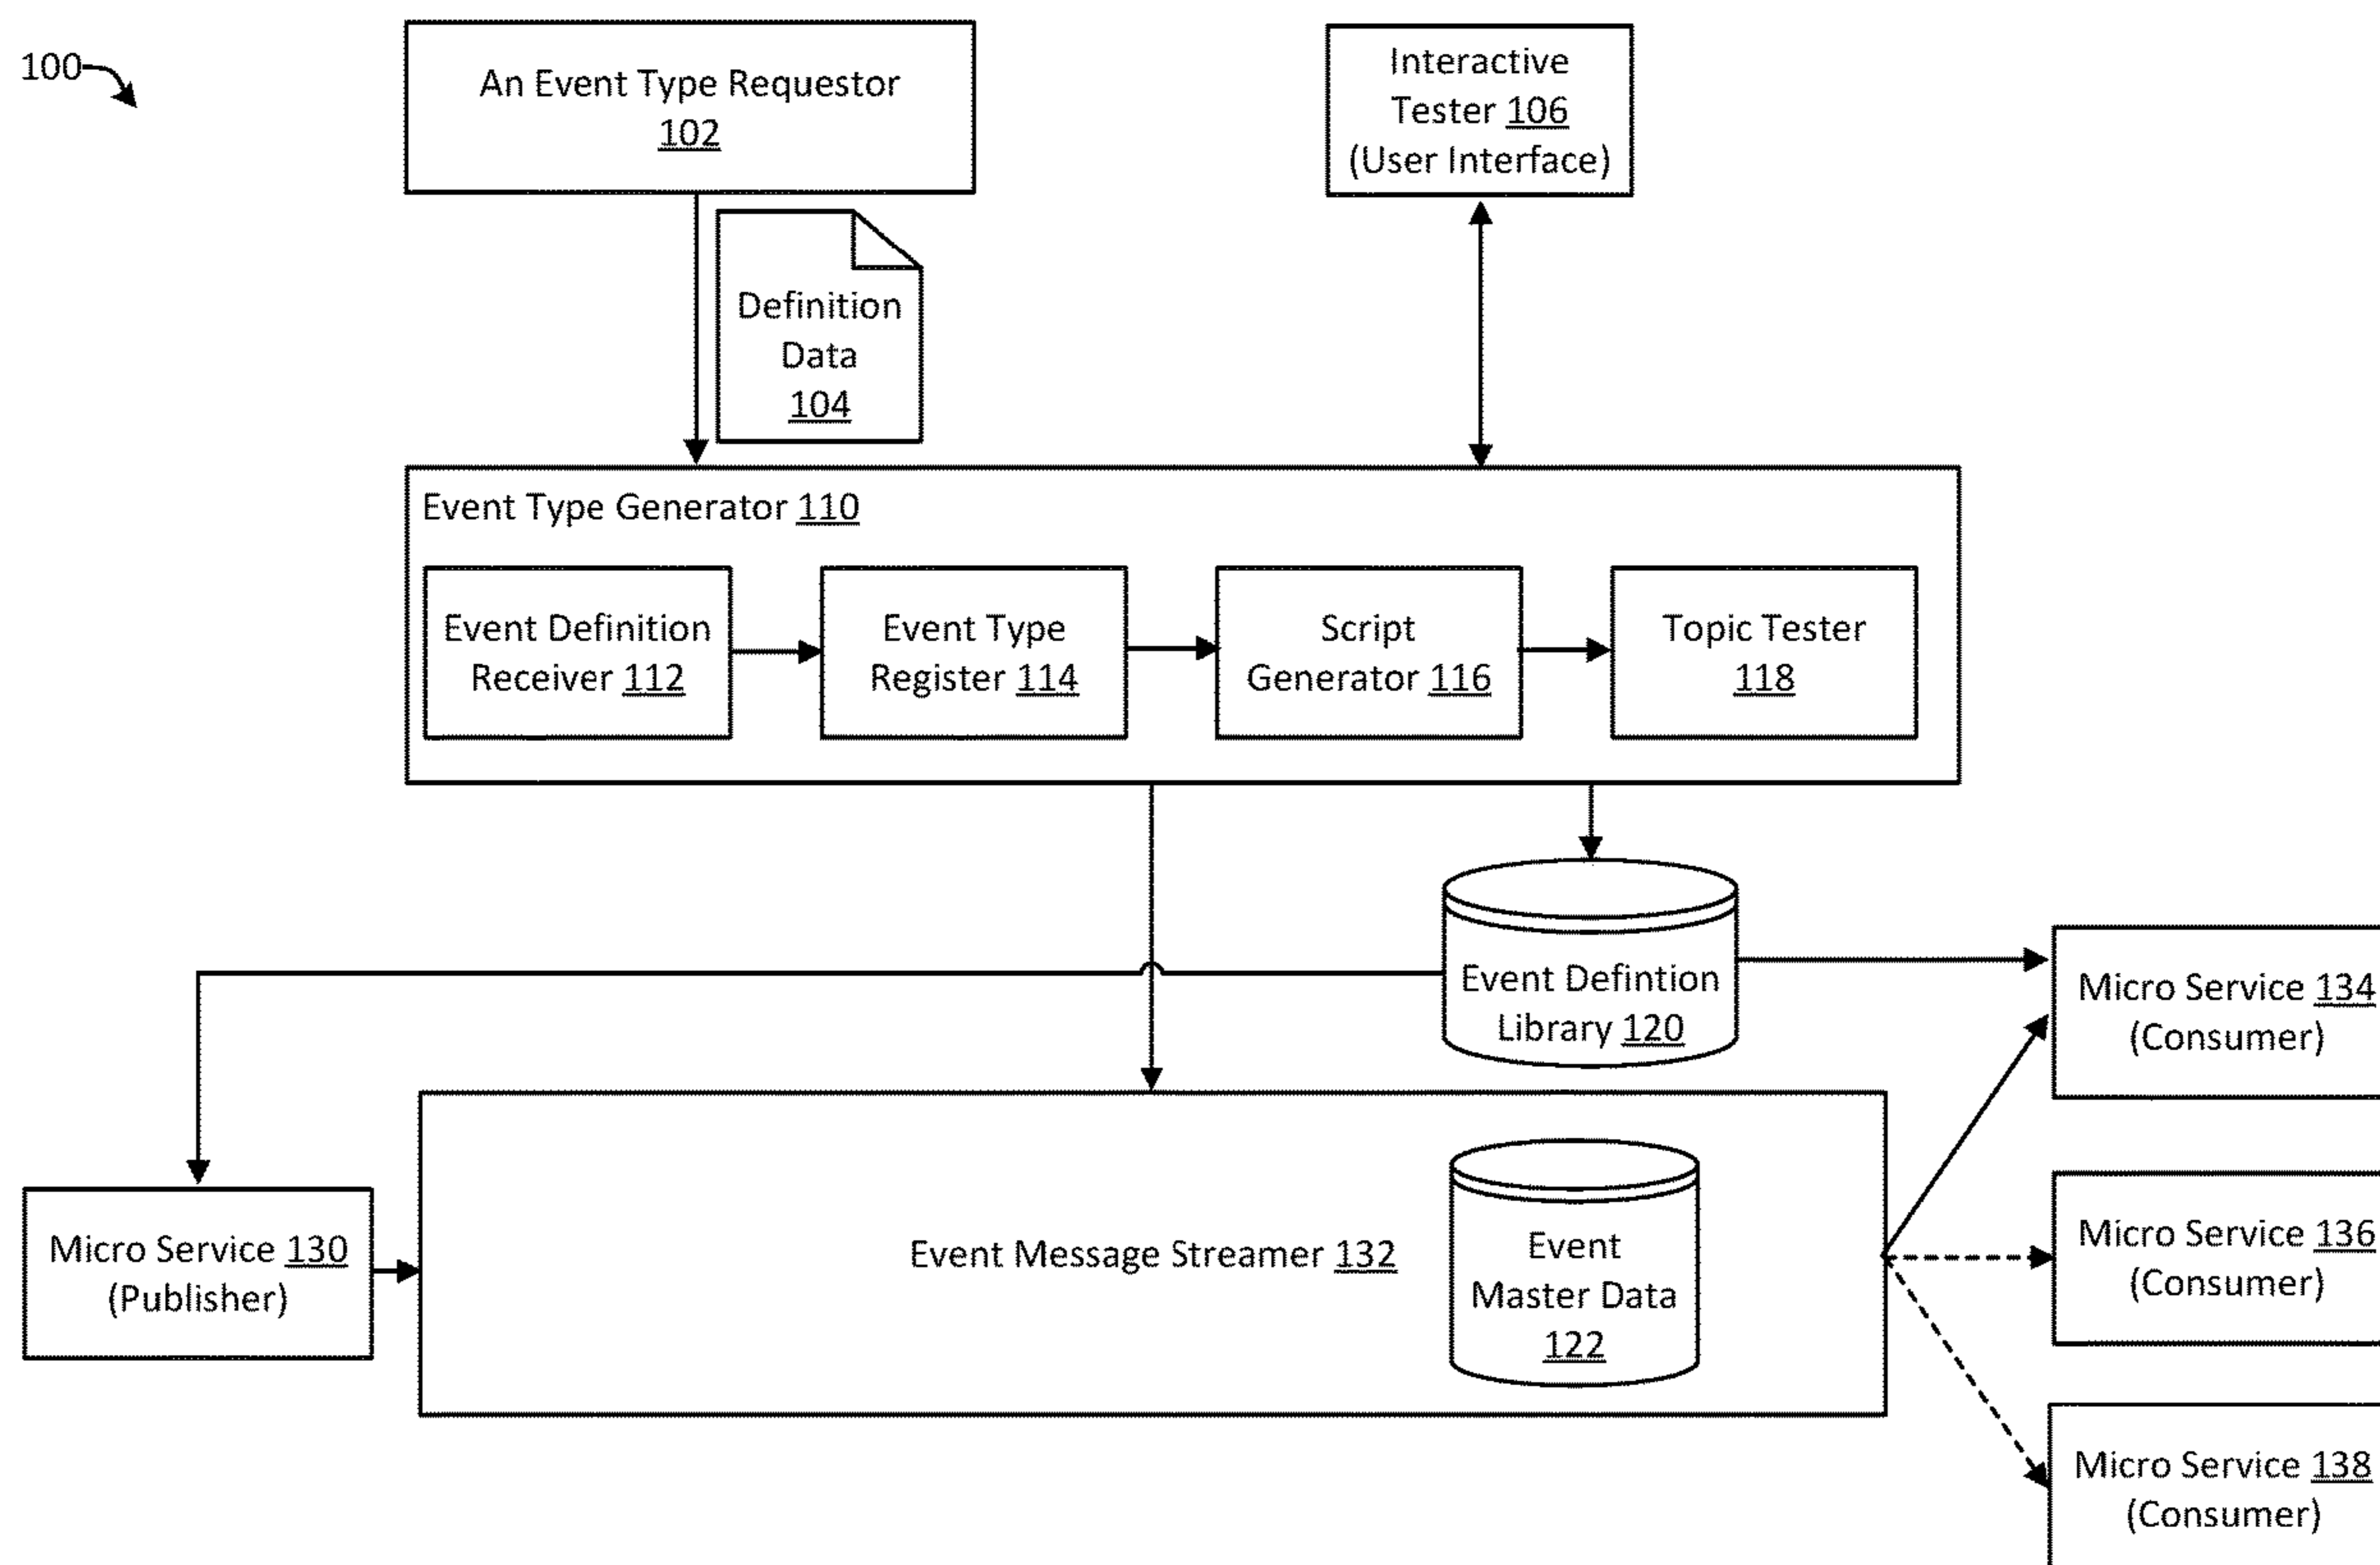 100
An Event Type Requestor
102
Interactive
Tester 106
(User Interface)
Definition
Data
104
Event Type Generator 110
Event Definition
Receiver 112
Event Type
Register 114
Script
Generator 116
Topic Tester
118
Event Defintion
Library 120
Micro Service 134
(Consumer)
Micro Service 130
(Publisher)
Event Message Streamer 132
Event
Master Data
122
Micro Service 136
(Consumer)
Micro Service 138
(Consumer)